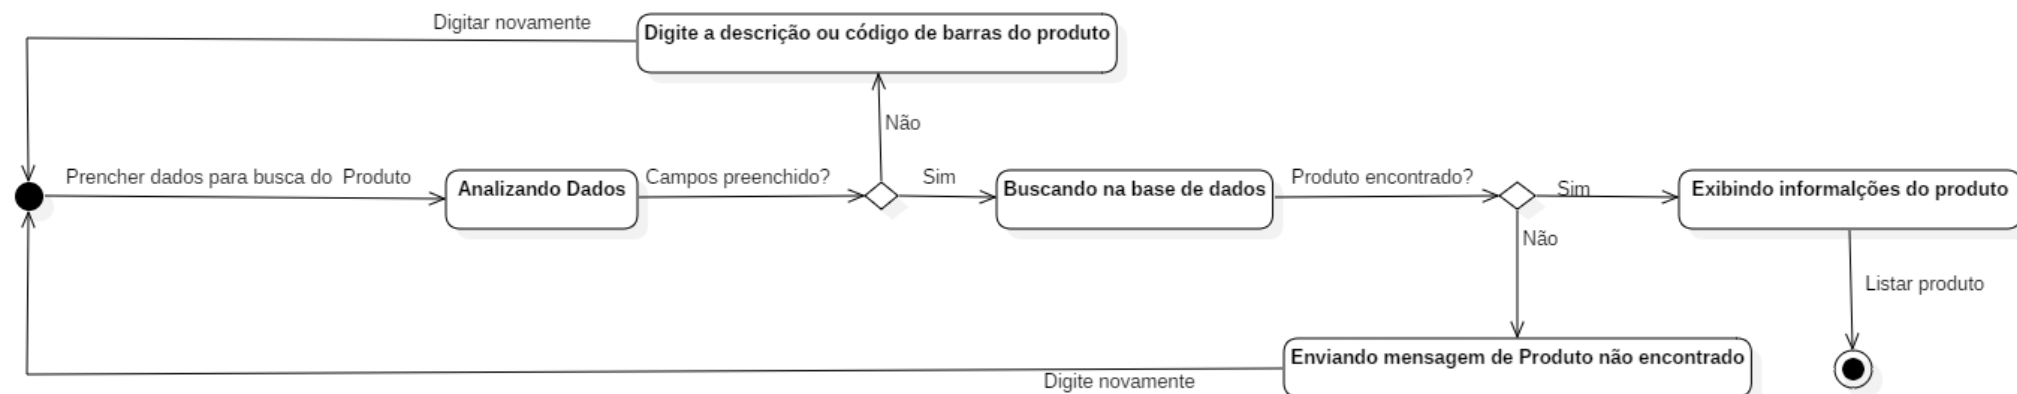 Digitar novamente
Digite a descrição ou código de barras do produto
Não
Prencher dados para busca do  Produto
Analizando Dados
Campos preenchido?
Sim
Buscando na base de dados
Produto encontrado?
Sim
Exibindo informalções do produto
Não
Listar produto
Enviando mensagem de Produto não encontrado
Digite novamente